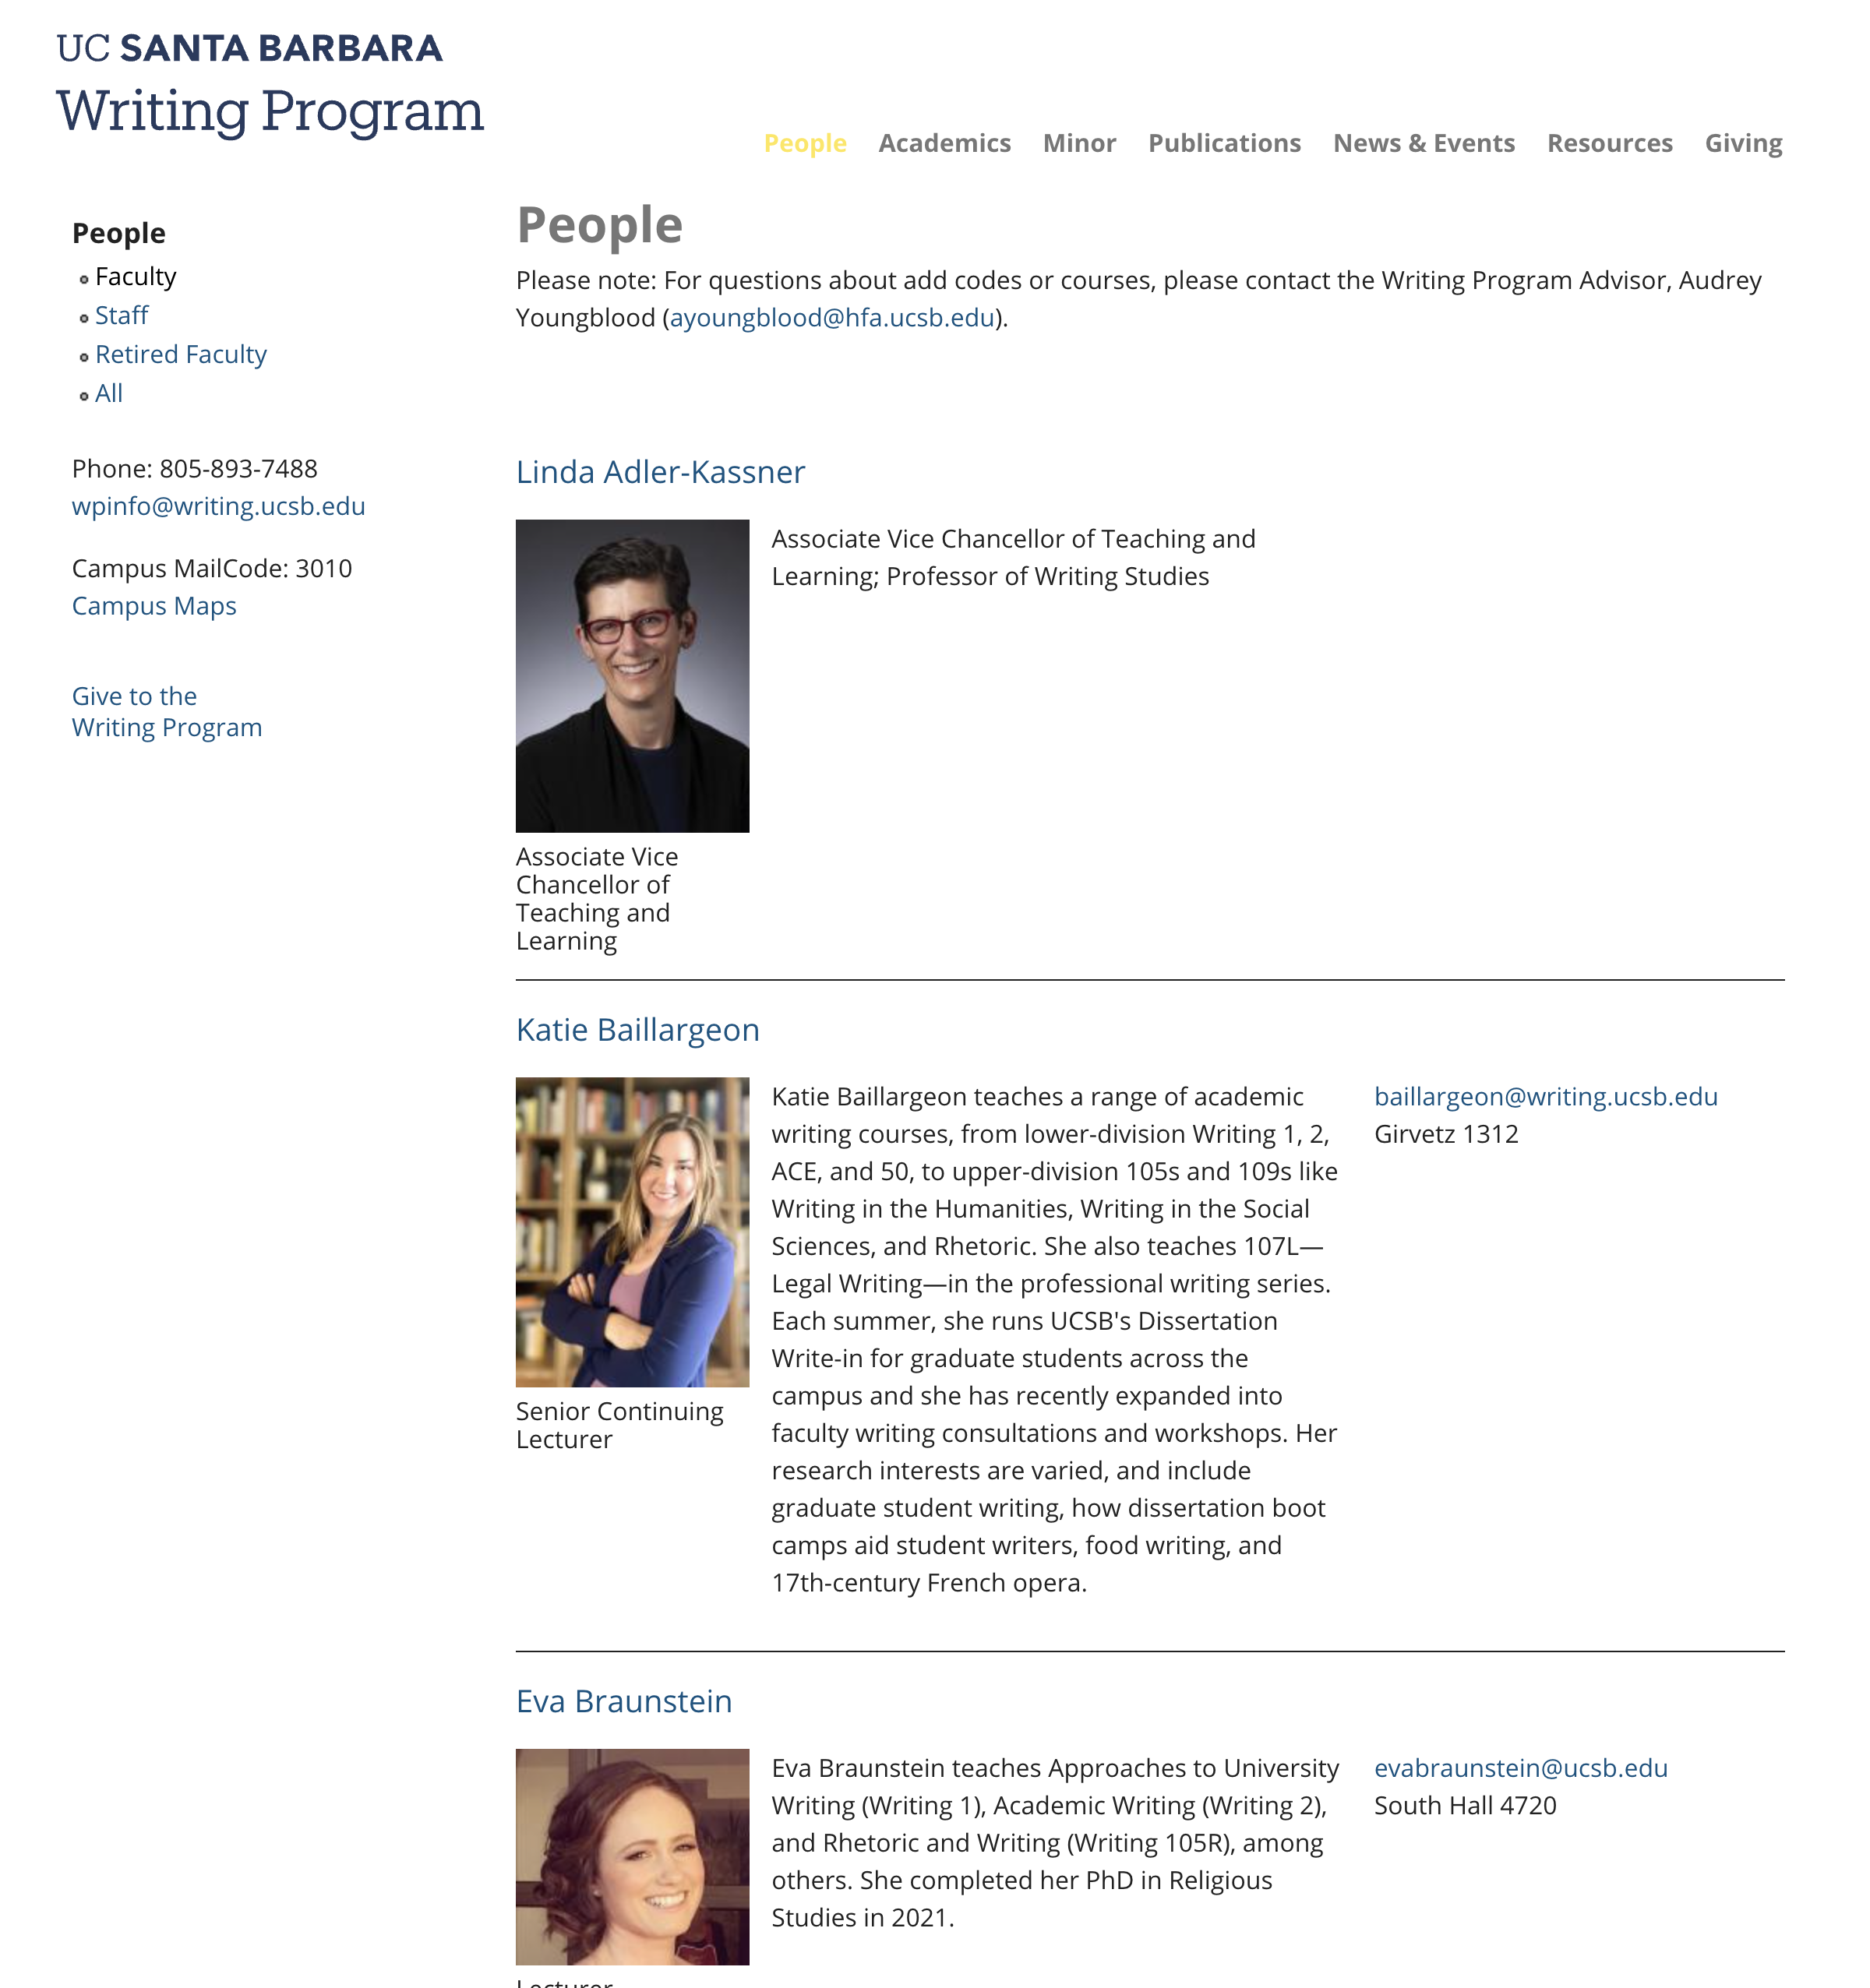 UC SANTA BARBARA
Writing Program
People Academics Minor Publications News & Events Resources Giving
People
Faculty
Staff
Retired Faculty
All
Phone: 805-893-7488
wpinfo@writing.ucsb.edu
Campus MailCode: 3010
Campus Maps
Give to the
Writing Program
People
Please note: For questions about add codes or courses, please contact the Writing Program Advisor, Audrey
Youngblood (ayoungblood@hfa.ucsb.edu).
Linda Adler-Kassner
Associate Vice Chancellor of Teaching and
Learning; Professor of Writing Studies
Associate Vice
Chancellor of
Teaching and
Learning
Katie Baillargeon
Katie Baillargeon teaches a range of academic
writing courses, from lower-division Writing 1, 2,
ACE, and 50, to upper-division 105s and 109s like
Writing in the Humanities, Writing in the Social
Sciences, and Rhetoric. She also teaches 107L—
Legal Writing—in the professional writing series.
Each summer, she runs UCSB's Dissertation
Write-in for graduate students across the
campus and she has recently expanded into
faculty writing consultations and workshops. Her
research interests are varied, and include
graduate student writing, how dissertation boot
camps aid student writers, food writing, and
17th-century French opera.
baillargeon@writing.ucsb.edu
Girvetz 1312
Senior Continuing
Lecturer
Eva Braunstein
Eva Braunstein teaches Approaches to University
Writing (Writing 1), Academic Writing (Writing 2),
and Rhetoric and Writing (Writing 105R), among
others. She completed her PhD in Religious
Studies in 2021.
evabraunstein@ucsb.edu
South Hall 4720
Lecturer